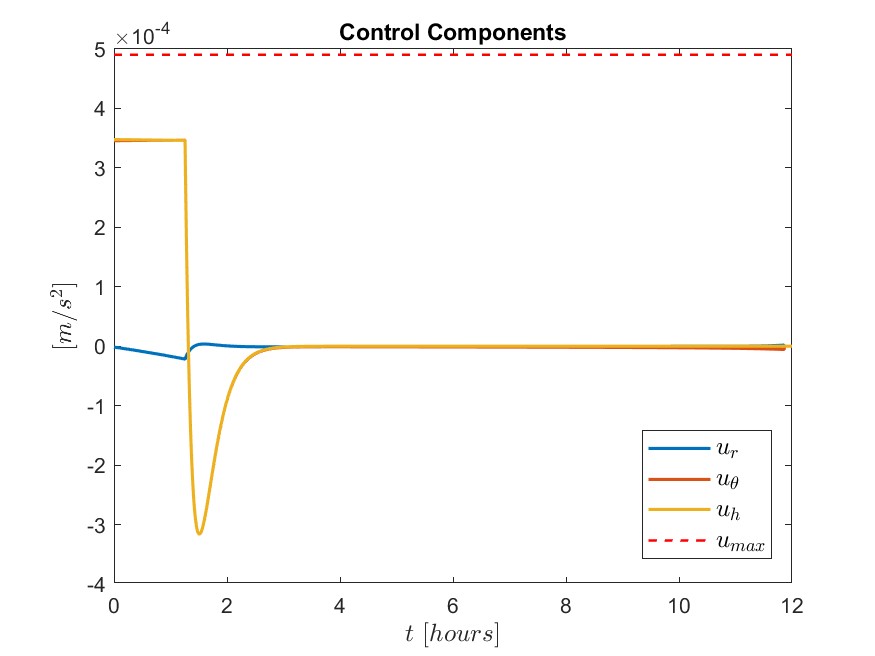 Control Components
×10⁻⁴
5
4
3
2
1
0
-1
-2
-3
-4
[m/s²]
0 2 4 6 8 10 12
t [hours]
u_r
u_θ
u_h
u_max